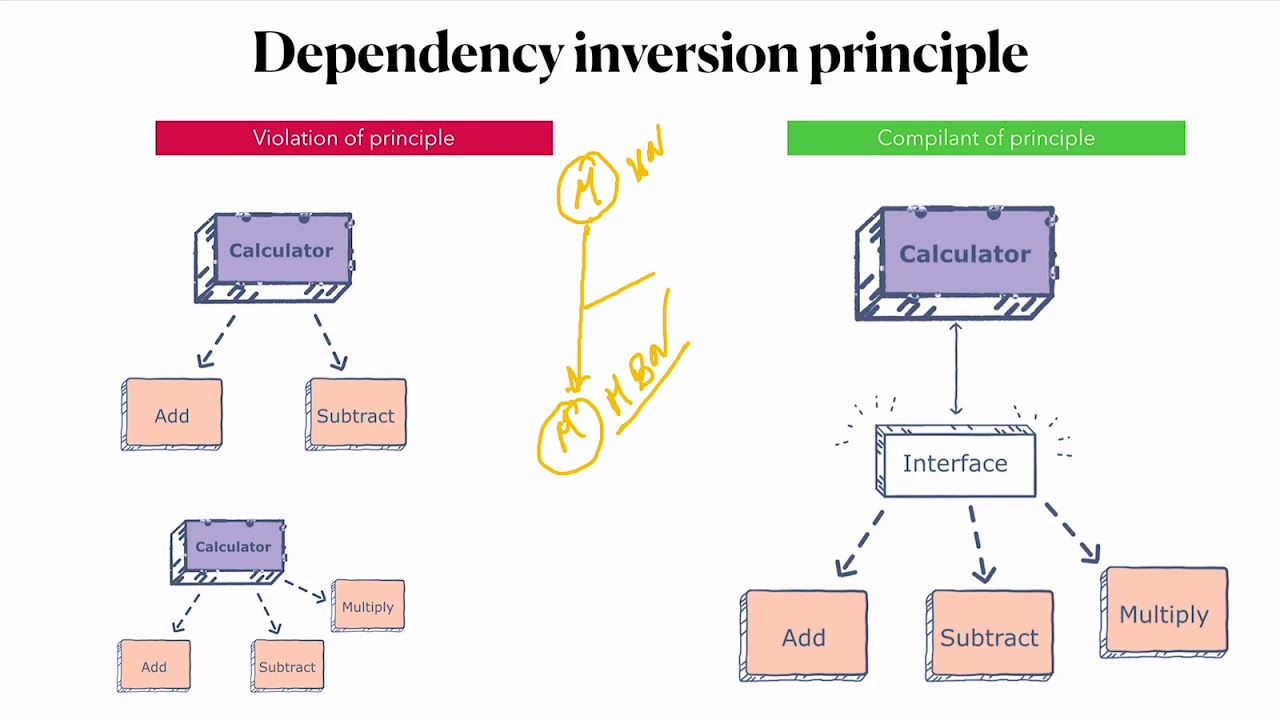 Dependency inversion principle
Violation of principle
Compilant of principle
Calculator
Add
Subtract
Calculator
Multiply
Add
Subtract
M
M
Calculator
Interface
Add
Subtract
Multiply